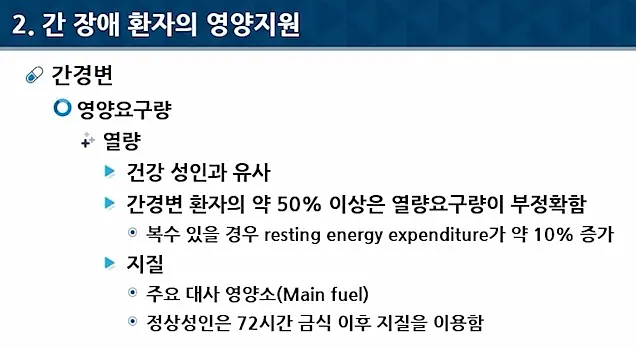 2. 간 장애 환자의 영양지원
간경변
영양요구량
열량
건강 성인과 유사
간경변 환자의 약 50% 이상은 열량요구량이 부정확함
복수 있을 경우 resting energy expenditure가 약 10% 증가
지질
주요 대사 영양소(Main fuel)
정상성인은 72시간 금식 이후 지질을 이용함